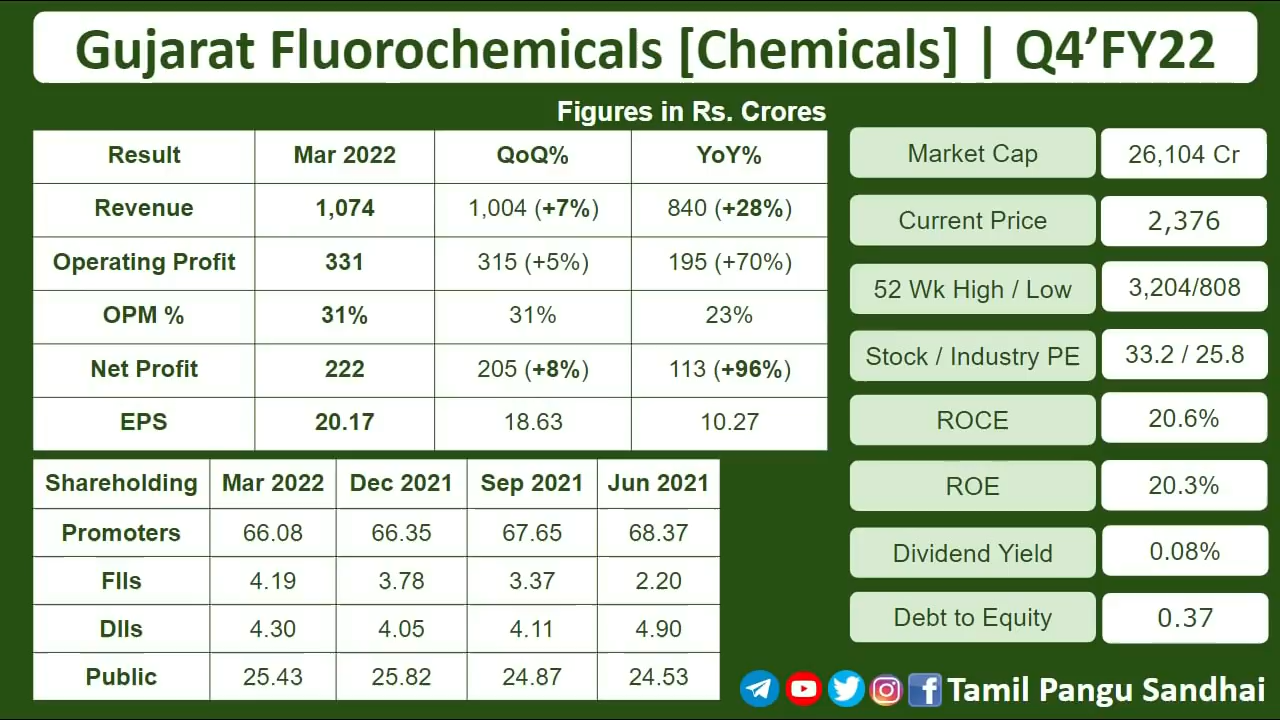 Gujarat Fluorochemicals [Chemicals] | Q4’FY22
Figures in Rs. Crores
Result Mar 2022 QoQ% YoY%
Revenue 1,074 1,004 (+7%) 840 (+28%)
Operating Profit 331 315 (+5%) 195 (+70%)
OPM % 31% 31% 23%
Net Profit 222 205 (+8%) 113 (+96%)
EPS 20.17 18.63 10.27
Shareholding Mar 2022 Dec 2021 Sep 2021 Jun 2021
Promoters 66.08 66.35 67.65 68.37
FIIs 4.19 3.78 3.37 2.20
DIIs 4.30 4.05 4.11 4.90
Public 25.43 25.82 24.87 24.53
Market Cap 26,104 Cr
Current Price 2,376
52 Wk High / Low 3,204/808
Stock / Industry PE 33.2 / 25.8
ROCE 20.6%
ROE 20.3%
Dividend Yield 0.08%
Debt to Equity 0.37
Tamil Pangu Sandhai